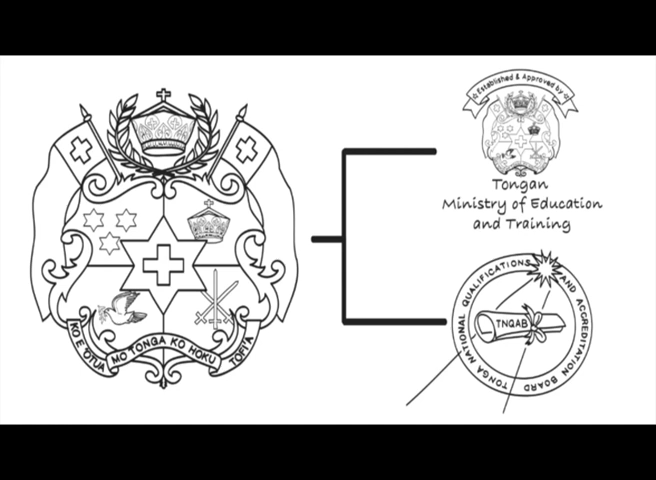 KO E 'OTUA MO TONGA KO HOKU TOFI'A
Established & Approved by
Tongan
Ministry of Education
and Training
TONGA NATIONAL QUALIFICATIONS AND ACCREDITATION BOARD
TNQAB